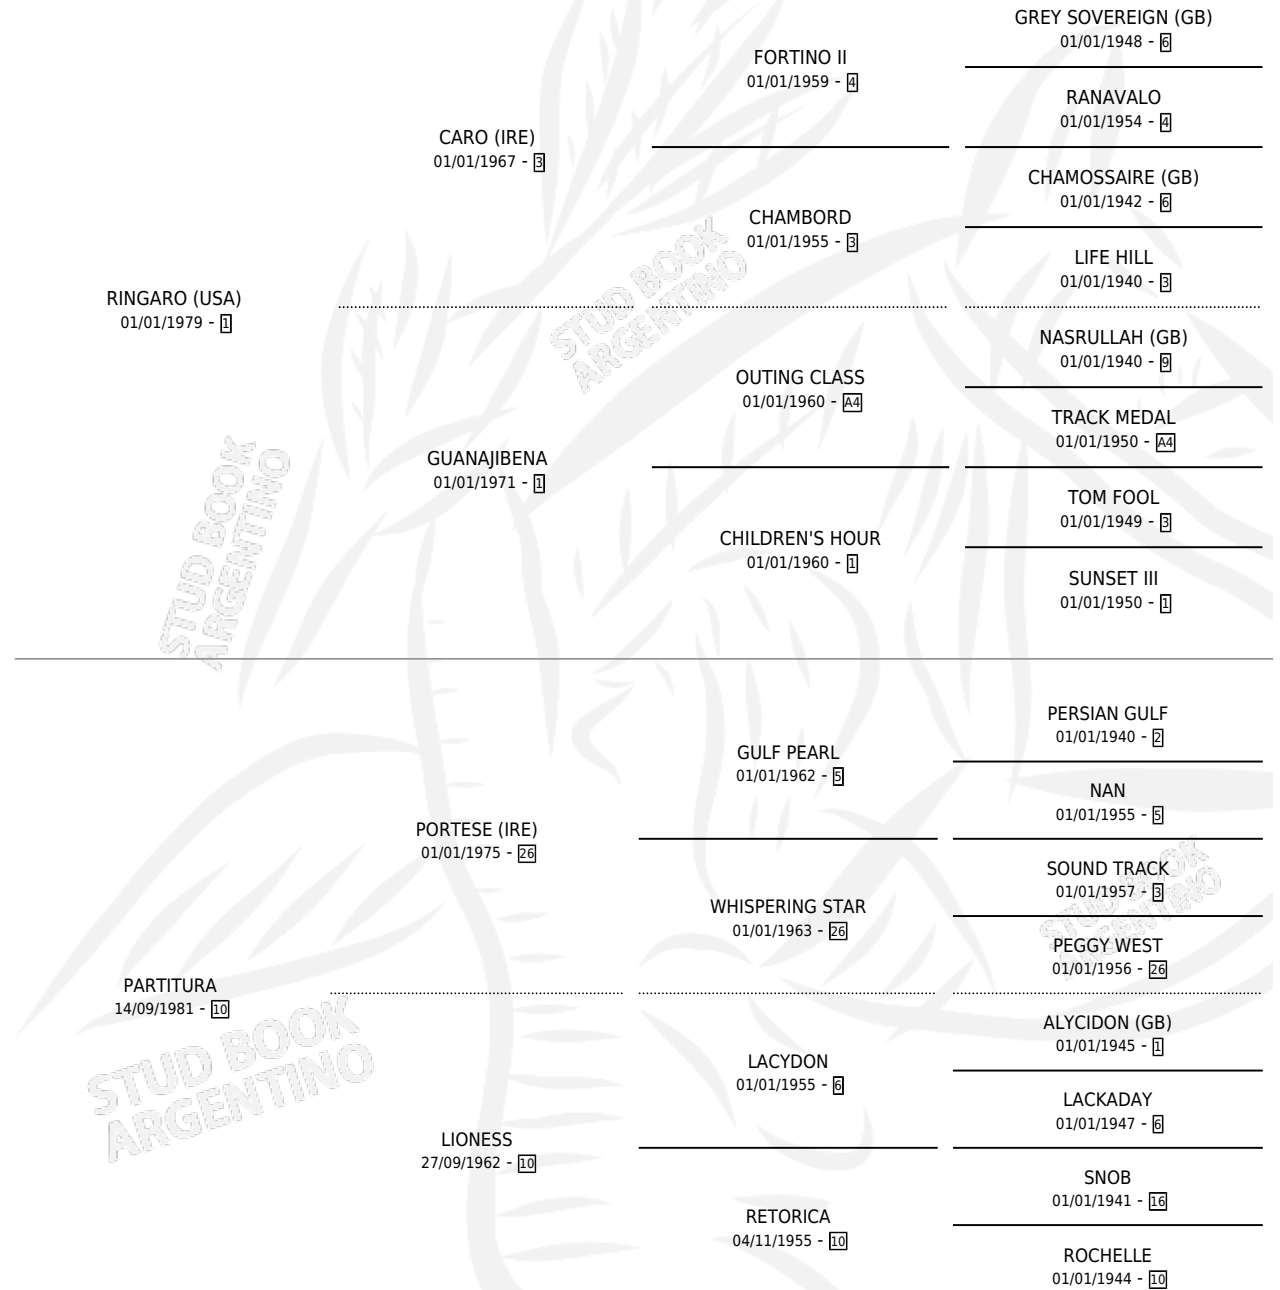 GREY SOVEREIGN (GB)
01/01/1948 - 6
FORTINO II
01/01/1959 - 4
RANAVALO
01/01/1954 - 4
CARO (IRE)
01/01/1967 - 3
CHAMOSSAIRE (GB)
01/01/1942 - 6
CHAMBORD
01/01/1955 - 3
LIFE HILL
01/01/1940 - 3
RINGARO (USA)
01/01/1979 - 1
STUD BOOK
ARGENTINO
NASRULLAH (GB)
01/01/1940 - 9
OUTING CLASS
01/01/1960 - A4
TRACK MEDAL
01/01/1950 - A4
GUANAJIBENA
01/01/1971 - 1
TOM FOOL
01/01/1949 - 3
CHILDREN'S HOUR
01/01/1960 - 1
SUNSET III
01/01/1950 - 1
STUD BOOK
ARGENTINO
PERSIAN GULF
01/01/1940 - 2
GULF PEARL
01/01/1962 - 5
NAN
01/01/1955 - 5
PORTESE (IRE)
01/01/1975 - 26
SOUND TRACK
01/01/1957 - 3
WHISPERING STAR
01/01/1963 - 26
STUD BOOK
ARGENTINO
PEGGY WEST
01/01/1956 - 26
PARTITURA
14/09/1981 - 10
STUD BOOK
ARGENTINO
ALYCIDON (GB)
01/01/1945 - 1
LACYDON
01/01/1955 - 6
LACKADAY
01/01/1947 - 6
LIONESS
27/09/1962 - 10
SNOB
01/01/1941 - 16
RETORICA
04/11/1955 - 10
ROCHELLE
01/01/1944 - 10